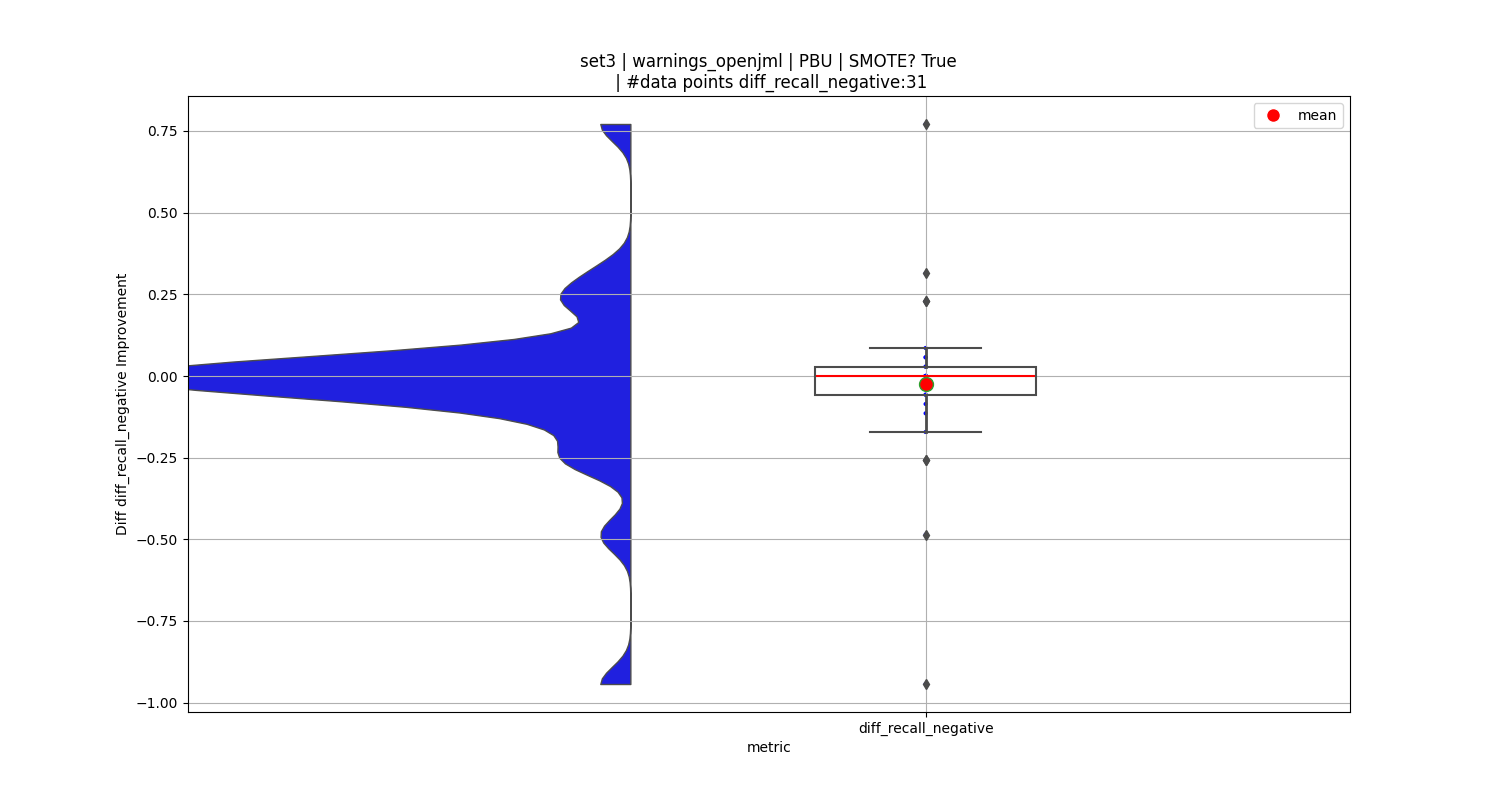 set3 | warnings_openjml | PBU | SMOTE? True
| #data points diff_recall_negative:31
mean
0.75
0.50
0.25
0.00
−0.25
−0.50
−0.75
−1.00
Diff diff_recall_negative Improvement
diff_recall_negative
metric